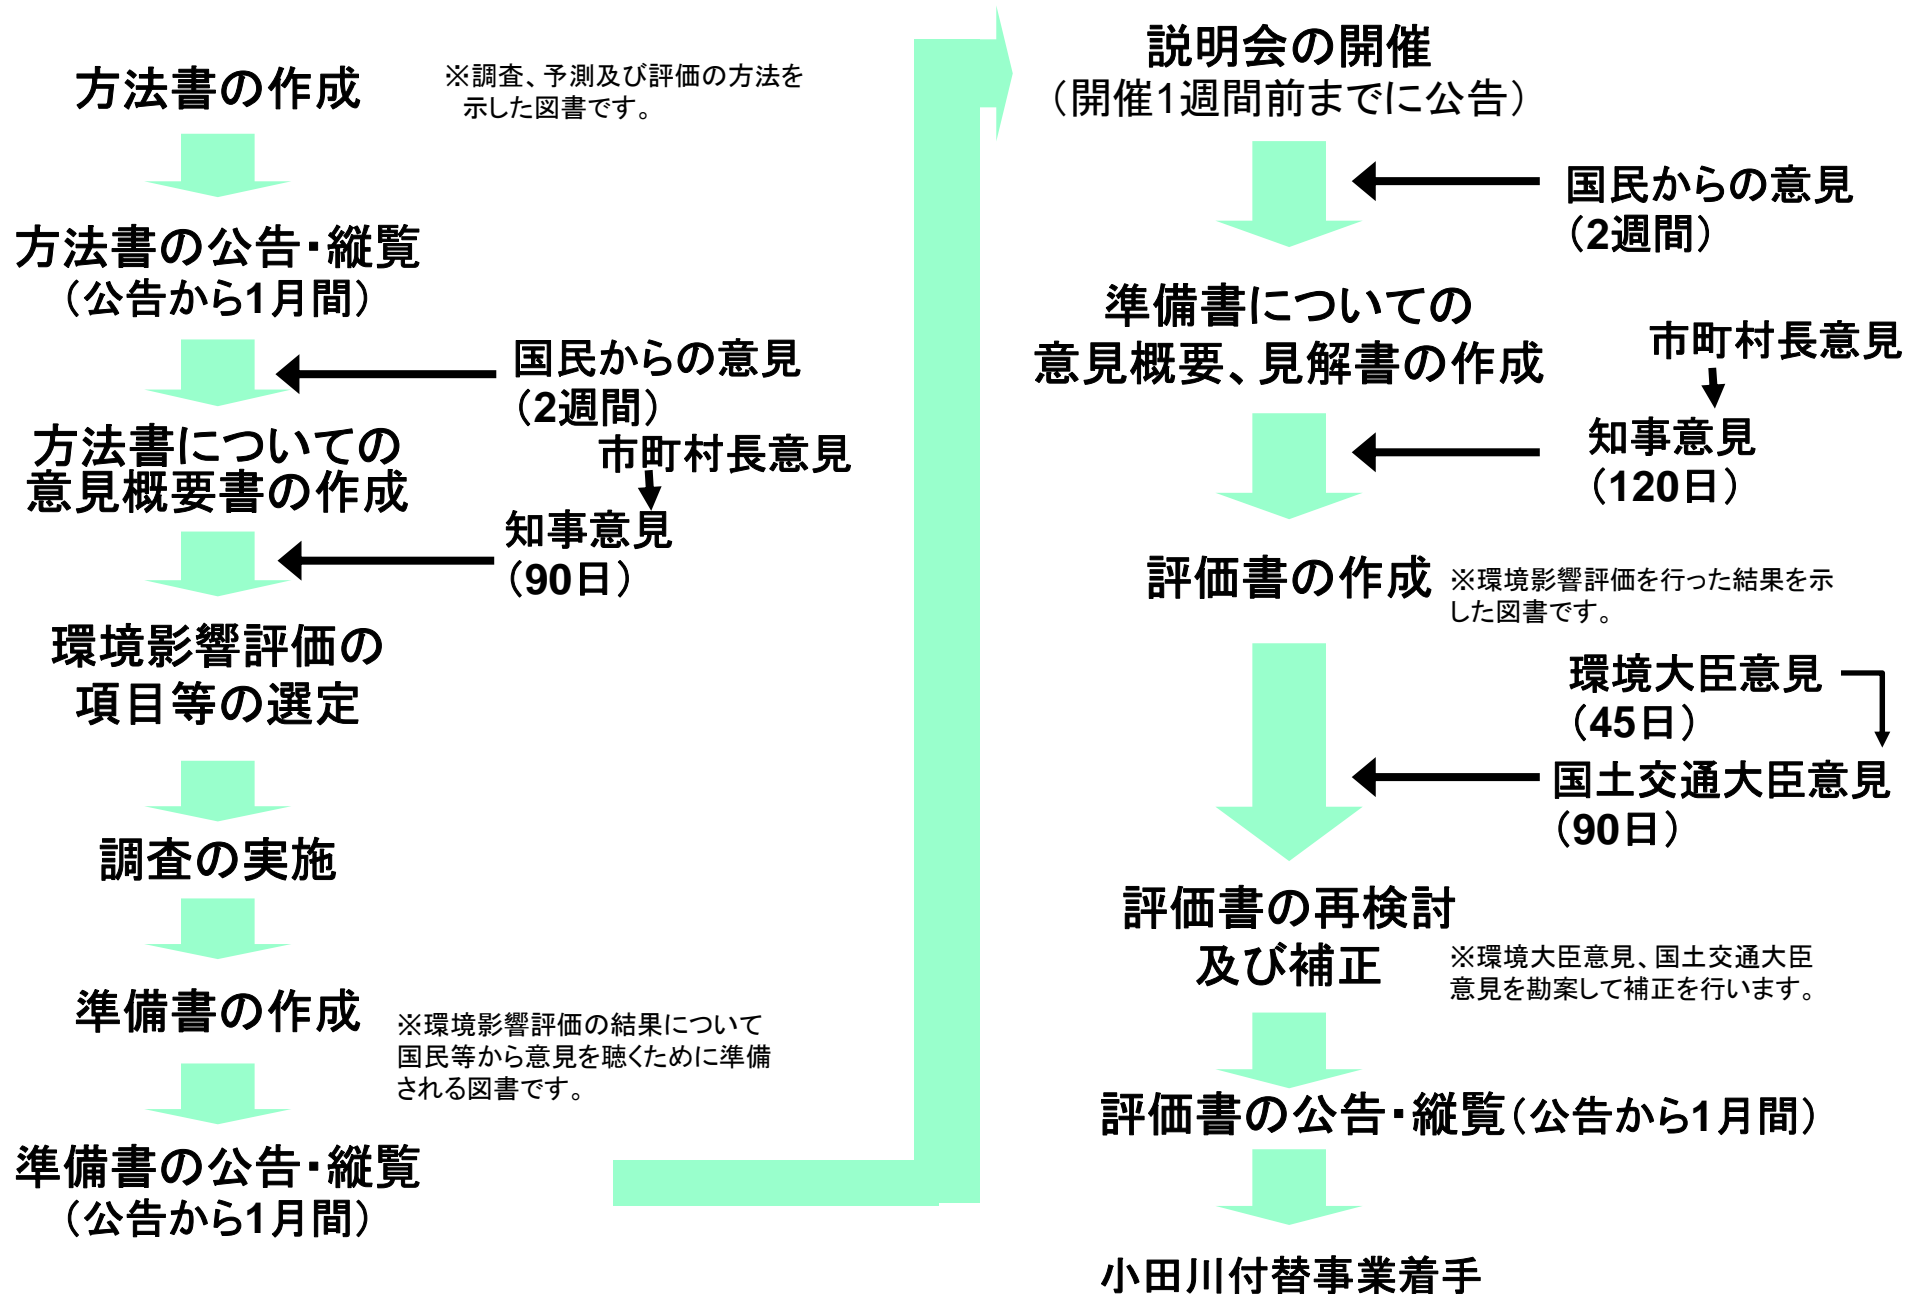 方法書の作成
※調査、予測及び評価の方法を
示した図書です。
方法書の公告・縦覧
（公告から1月間）
国民からの意見
（2週間）
方法書についての
意見概要書の作成
市町村長意見
知事意見
（90日）
環境影響評価の
項目等の選定
調査の実施
準備書の作成
※環境影響評価の結果について
国民等から意見を聴くために準備
される図書です。
準備書の公告・縦覧
（公告から1月間）
説明会の開催
（開催1週間前までに公告）
国民からの意見
（2週間）
準備書についての
意見概要、見解書の作成
市町村長意見
知事意見
（120日）
評価書の作成
※環境影響評価を行った結果を示
した図書です。
環境大臣意見
（45日）
国土交通大臣意見
（90日）
評価書の再検討
及び補正
※環境大臣意見、国土交通大臣
意見を勘案して補正を行います。
評価書の公告・縦覧（公告から1月間）
小田川付替事業着手